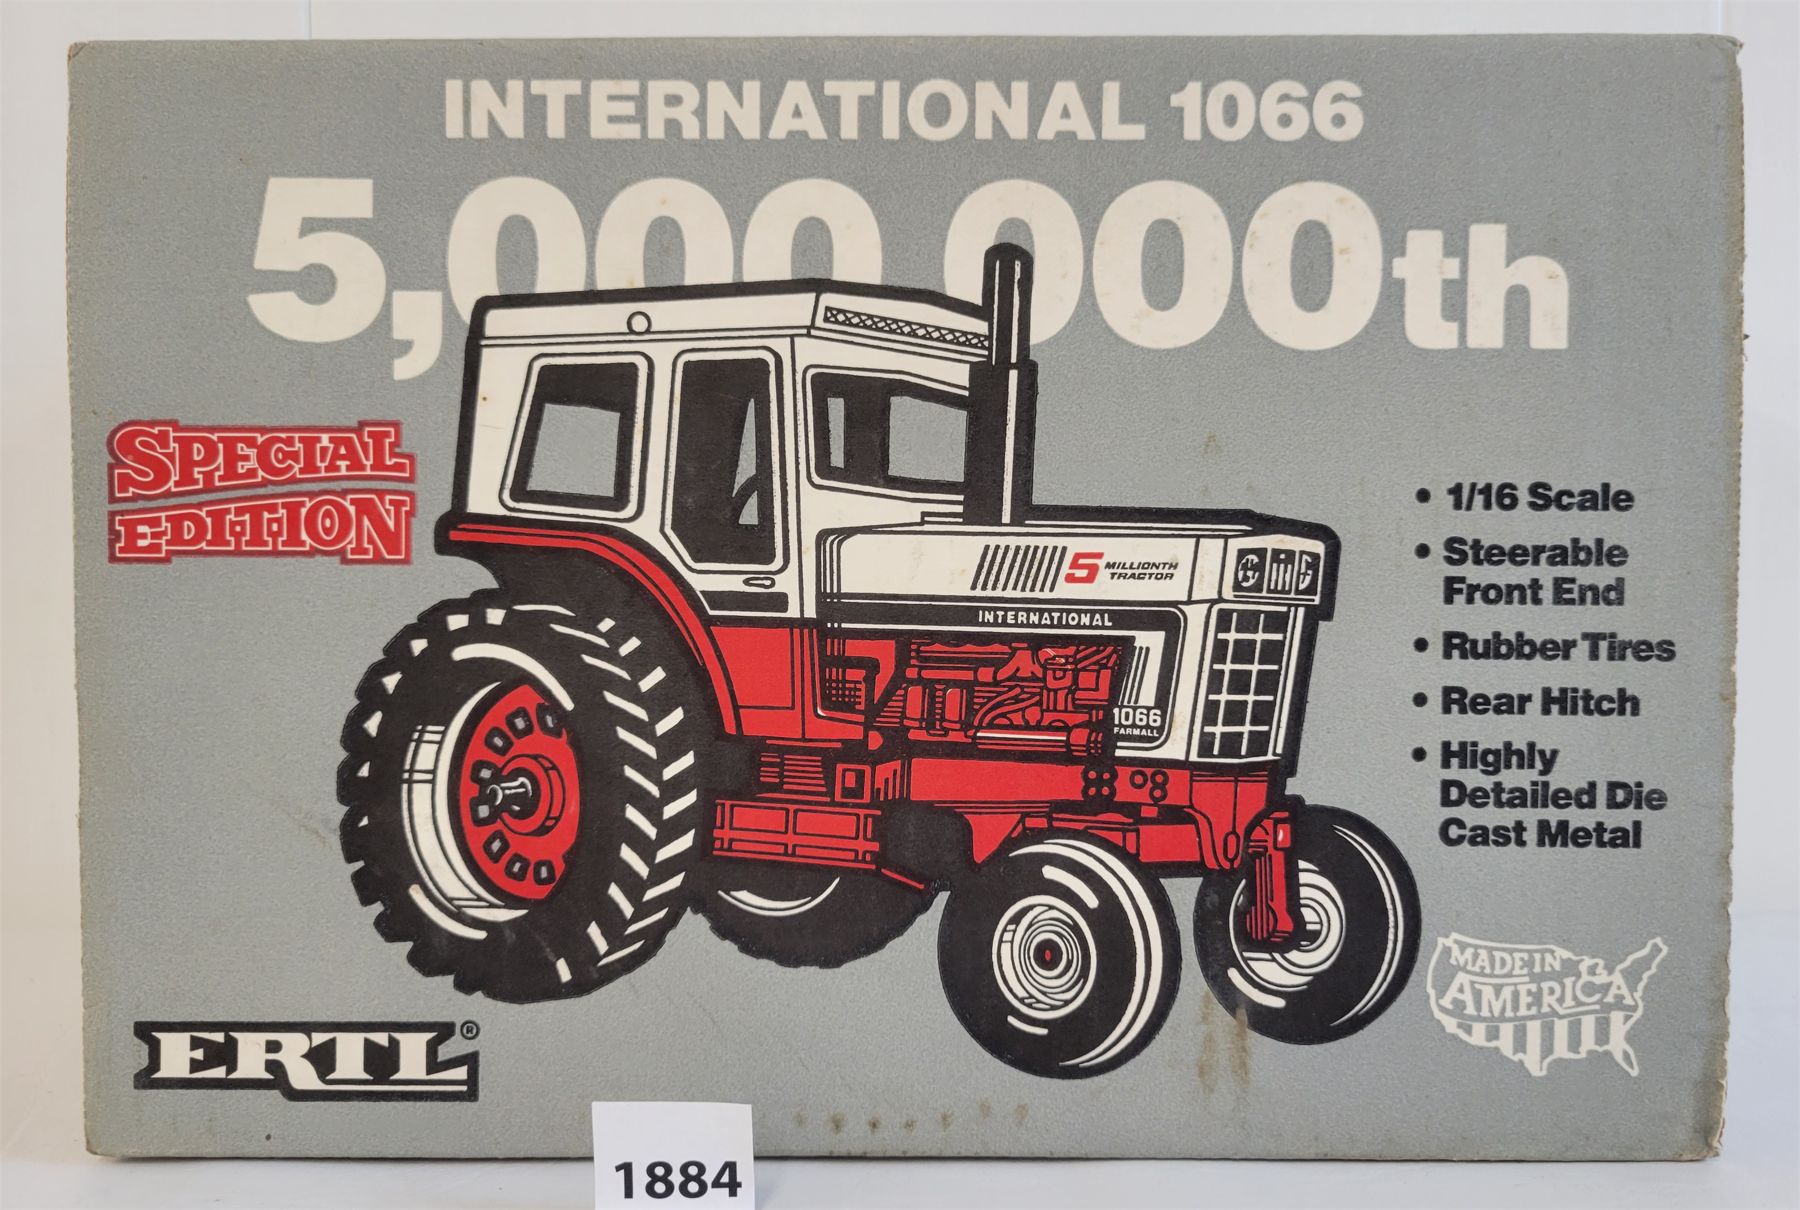 INTERNATIONAL 1066
5,000,000th
SPECIAL
EDITION
• 1/16 Scale
• Steerable
Front End
• Rubber Tires
• Rear Hitch
• Highly
Detailed Die
Cast Metal
5 MILLIONTH
TRACTOR
INTERNATIONAL
1066
FARMALL
MADE IN
AMERICA
ERTL®
1884